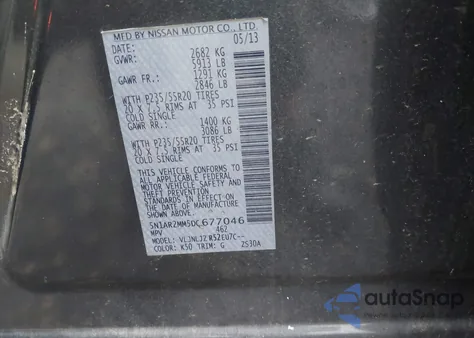 MFD BY NISSAN MOTOR CO., LTD.
DATE: 05/13
GVWR: 2682 KG
5913 LB
GAWR FR.: 1291 KG
2846 LB
WITH P235/55R20 TIRES
20 X 7.5 RIMS AT 35 PSI
COLD SINGLE
GAWR RR.: 1400 KG
3086 LB
WITH P235/55R20 TIRES
20 X 7.5 RIMS AT 35 PSI
COLD SINGLE
THIS VEHICLE CONFORMS TO ALL APPLICABLE
FEDERAL MOTOR VEHICLE SAFETY STANDARDS
IN EFFECT ON THE DATE OF
MANUFACTURE SHOWN ABOVE.
5N1AR2MM5DC677046
MPV 462
MODEL: VLJNLJZ R52EU7C--
COLOR: K50 TRIM: G 2530A
autoSnap